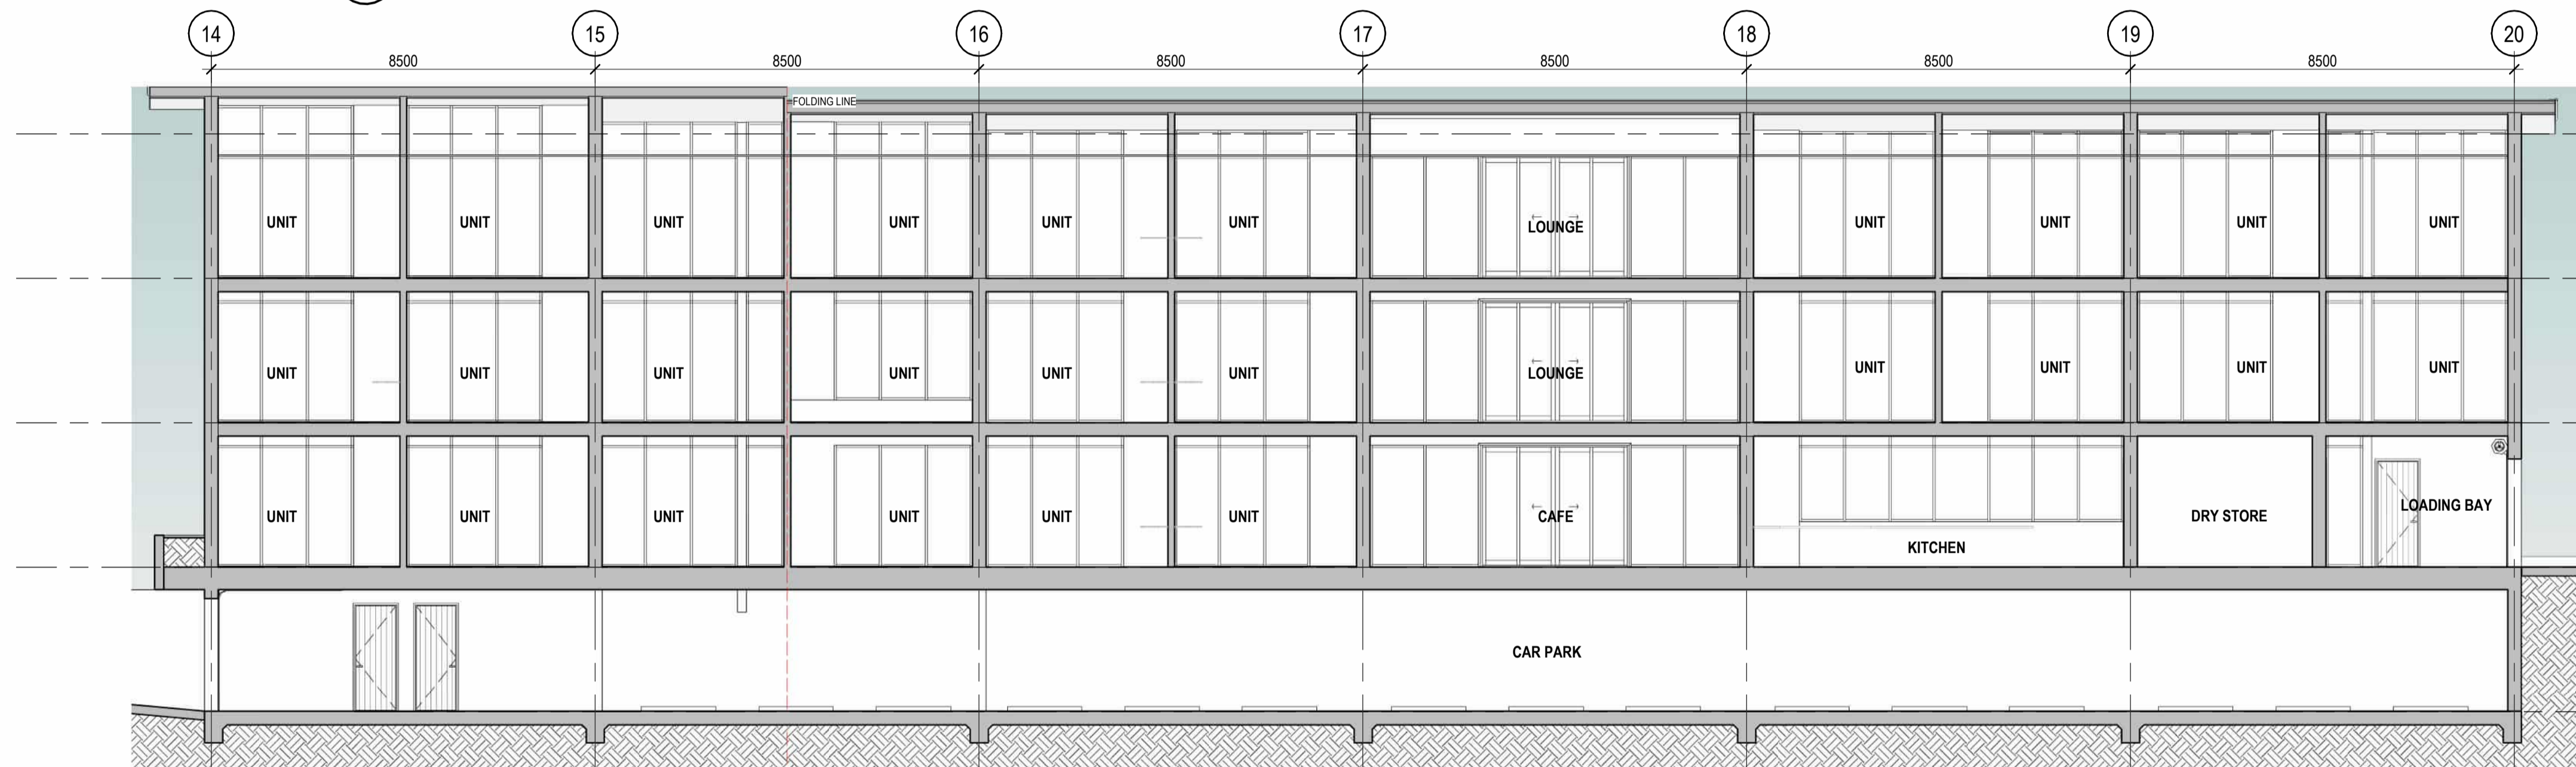 14 15 16 17 18 19 20
8500 8500 8500 8500 8500 8500
FOLDING LINE
UNIT UNIT UNIT UNIT UNIT UNIT LOUNGE UNIT UNIT UNIT UNIT
UNIT UNIT UNIT UNIT UNIT UNIT LOUNGE UNIT UNIT UNIT UNIT
UNIT UNIT UNIT UNIT UNIT UNIT CAFE KITCHEN DRY STORE LOADING BAY
CAR PARK